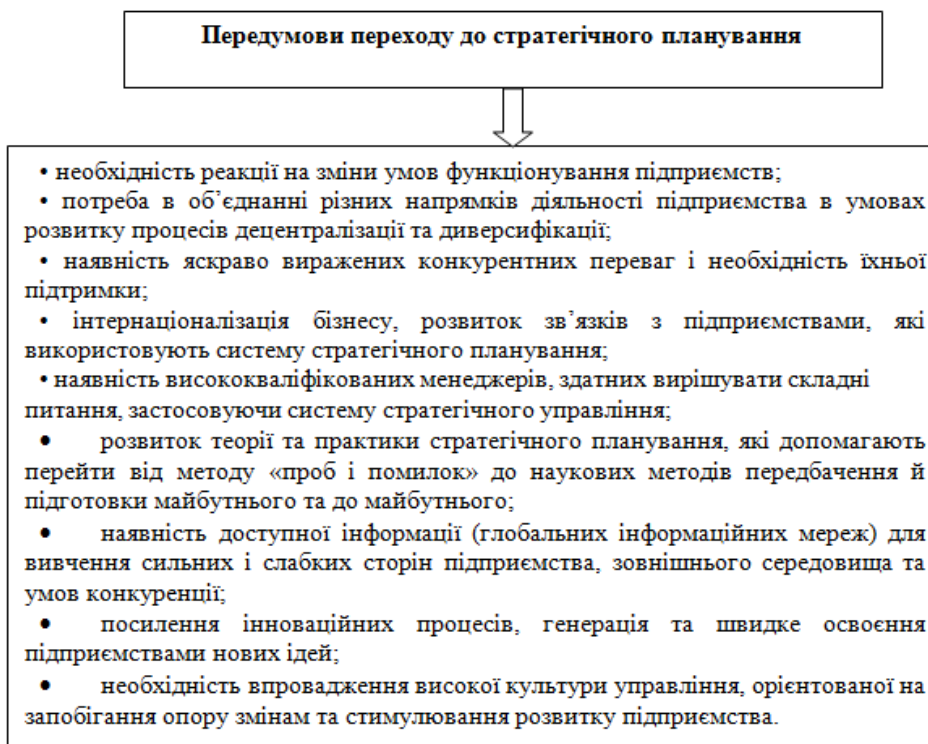 Передумови переходу до стратегічного планування
• необхідність реакції на зміни умов функціонування підприємств;
• потреба в об’єднанні різних напрямків діяльності підприємства в умовах
розвитку процесів децентралізації та диверсифікації;
• наявність яскраво виражених конкурентних переваг і необхідність їхньої
підтримки;
• інтернаціоналізація бізнесу, розвиток зв’язків з підприємствами, які
використовують систему стратегічного планування;
• наявність висококваліфікованих менеджерів, здатних вирішувати складні
питання, застосовуючи систему стратегічного управління;
• розвиток теорії та практики стратегічного планування, які допомагають
перейти від методу «проб і помилок» до наукових методів передбачення й
підготовки майбутнього та до майбутнього;
• наявність доступної інформації (глобальних інформаційних мереж) для
вивчення сильних і слабких сторін підприємства, зовнішнього середовища та
умов конкуренції;
• посилення інноваційних процесів, генерація та швидке освоєння
підприємствами нових ідей;
• необхідність впровадження високої культури управління, орієнтованої на
запобігання опору змінам та стимулювання розвитку підприємства.